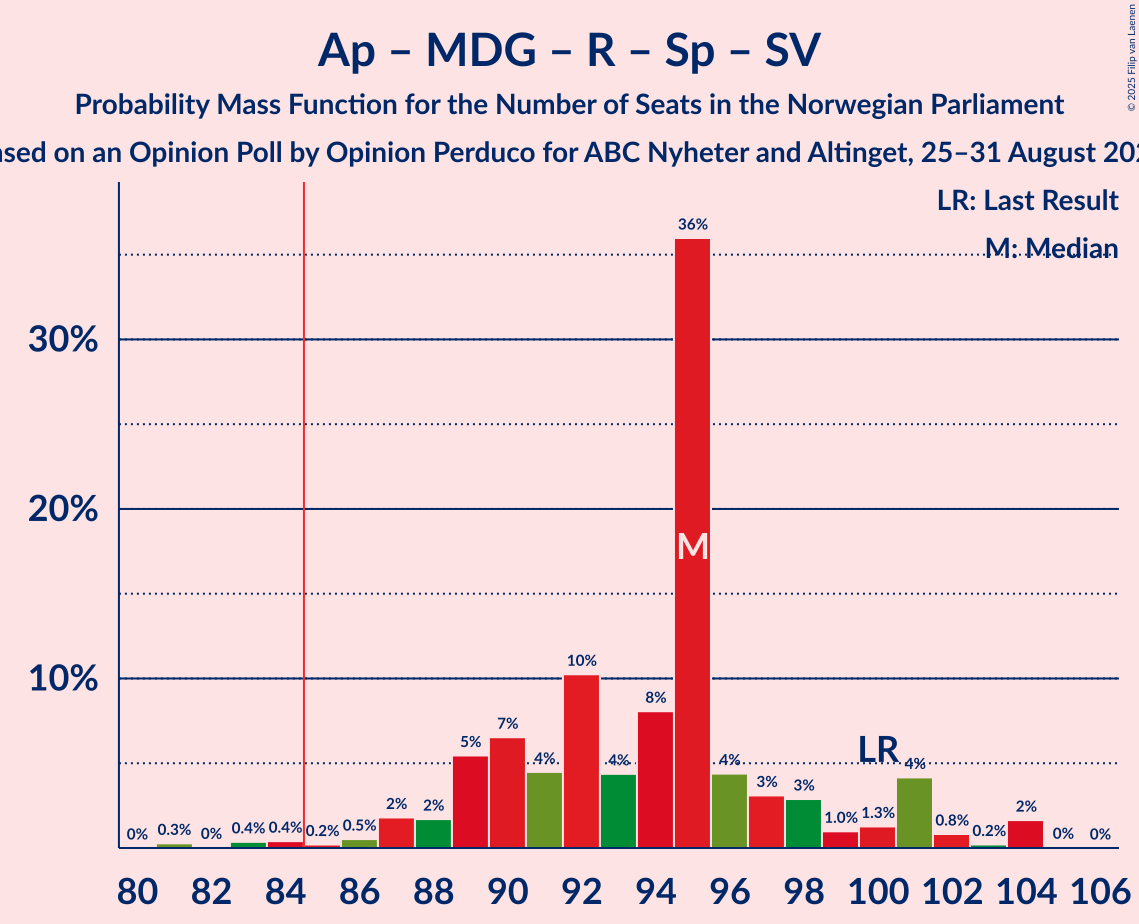 Ap – MDG – R – Sp – SV
Probability Mass Function for the Number of Seats in the Norwegian Parliament
on an Opinion Poll by Opinion Perduco for ABC Nyheter and Altinget, 25–31 August
© 2025 Filip van Laenen
LR: Last Result
M: Median
30%
20%
10%
0% 0.3% 0% 0.4% 0.4% 0.2% 0.5% 2% 2% 5% 7% 4% 10% 4% 8% 36% 4% 3% 3% 1.0% 1.3% 4% 0.8% 0.2% 2% 0% 0%
M
LR
80 82 84 86 88 90 92 94 96 98 100 102 104 106